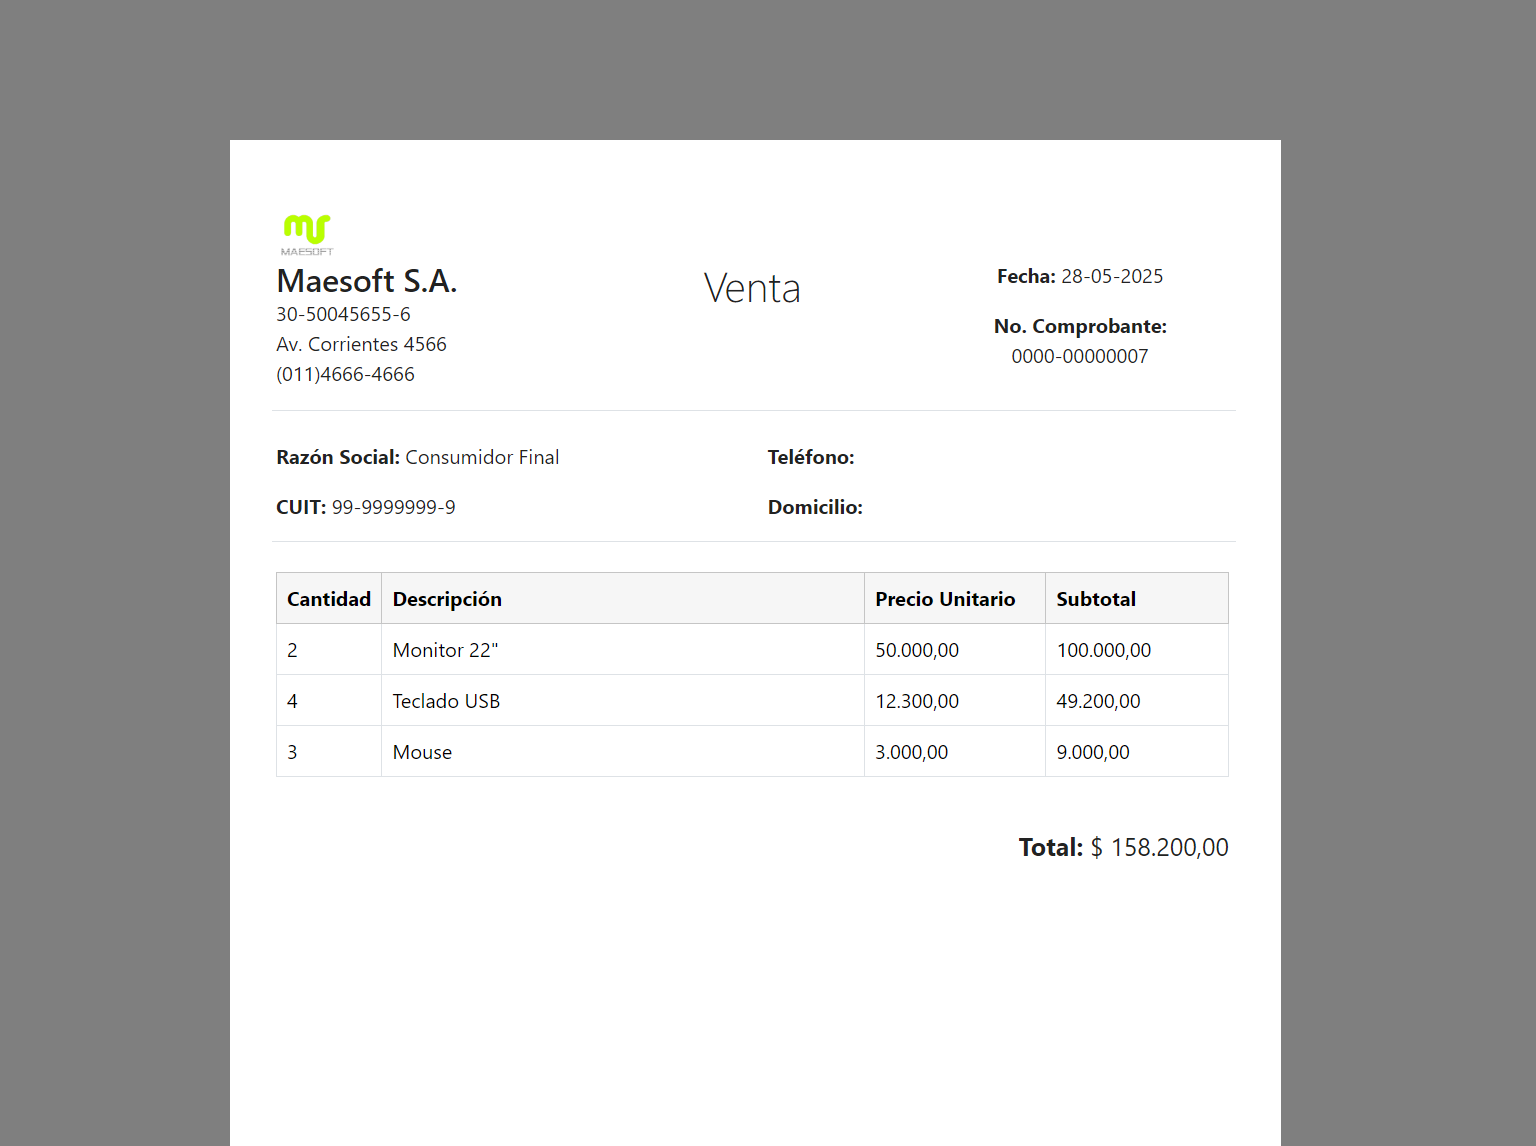 MAESOFT
Maesoft S.A.
30-50045655-6
Av. Corrientes 4566
(011)4666-4666
Venta
Fecha: 28-05-2025
No. Comprobante:
0000-00000007
Razón Social: Consumidor Final
Teléfono:
CUIT: 99-9999999-9
Domicilio:
Cantidad Descripción Precio Unitario Subtotal
2 Monitor 22" 50.000,00 100.000,00
4 Teclado USB 12.300,00 49.200,00
3 Mouse 3.000,00 9.000,00
Total: $ 158.200,00